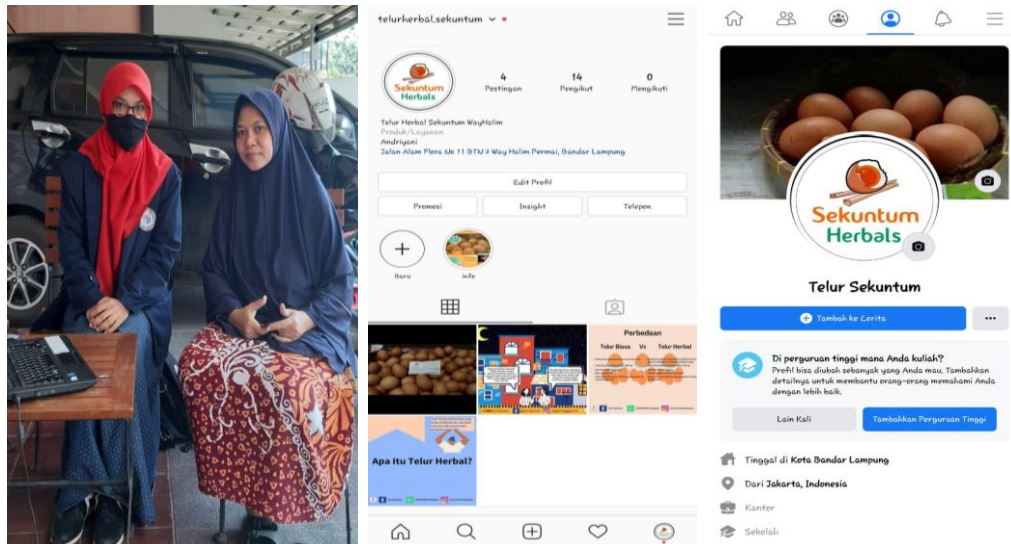 telurherbal.sekuntum
Sekuntum
Herbals
4
14
0
Postingan
Pengikut
Mengikuti
Telur Herbal Sekuntum WayHalim
Produk/Layanan
Andriyani
Jalan Alam Flora No 11 BTN 3 Way Halim Permai, Bandar Lampung
Edit Profil
Promosi
Insight
Telepon
Baru
info
Perbedaan
Telur Biasa Vs Telur Herbal
Apa Itu Telur Herbal?
Sekuntum
Herbals
Telur Sekuntum
Tambah ke Cerita
Di perguruan tinggi mana Anda kuliah?
Profil bisa diubah sebanyak yang Anda mau. Tambahkan
detailnya untuk membantu orang-orang memahami Anda
dengan lebih baik.
Lain Kali
Tambahkan Perguruan Tinggi
Tinggal di Kota Bandar Lampung
Dari Jakarta, Indonesia
Kantor
Sekolah